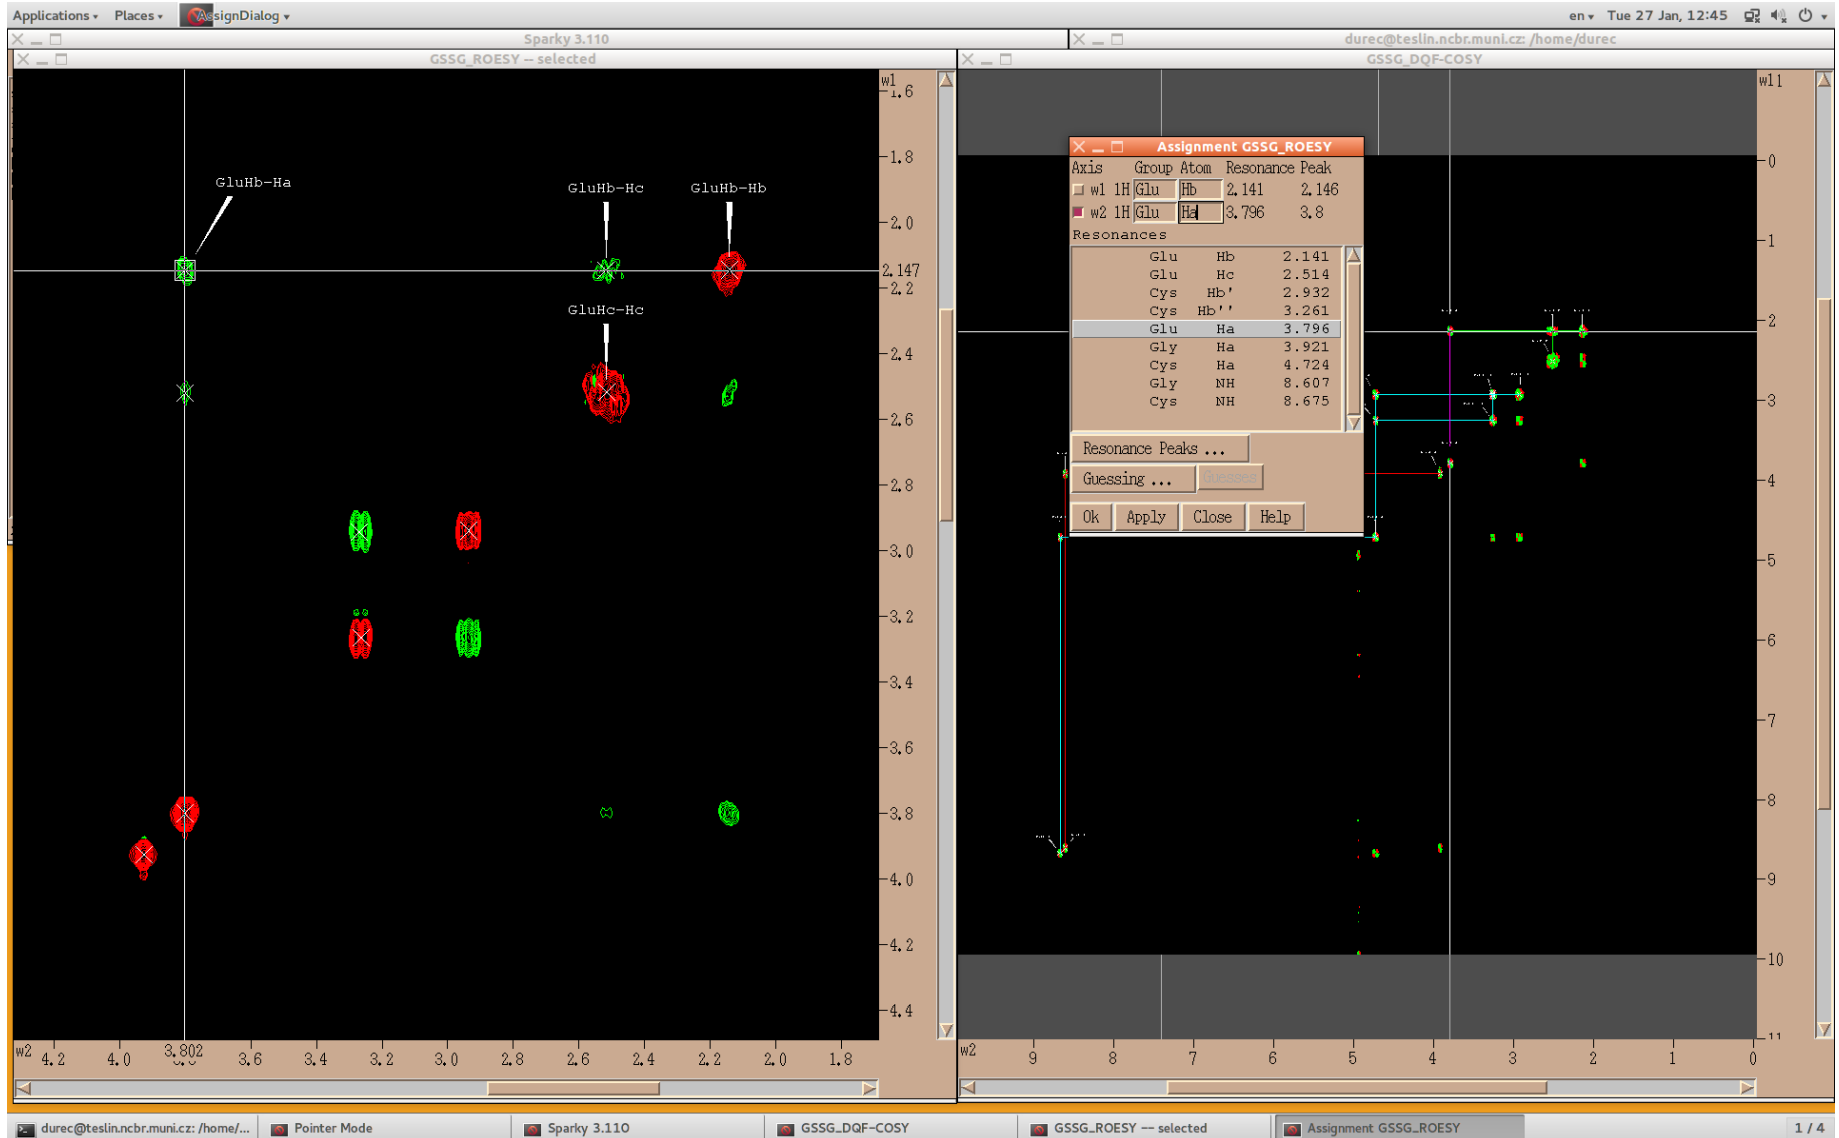 Applications Places AssignDialog en Tue 27 Jan, 12:45
Sparky 3.110
durec@teslin.ncbr.muni.cz: /home/durec
GSSG_ROESY -- selected
GSSG_DQF-COSY
w1
1.6
1.8
2.0
2.147
2.2
2.4
2.6
2.8
3.0
3.2
3.4
3.6
3.8
4.0
4.2
4.4
GluHb-Ha
GluHb-Hc
GluHb-Hb
GluHc-Hc
w2 4.2 4.0 3.802 3.6 3.4 3.2 3.0 2.8 2.6 2.4 2.2 2.0 1.8
Assignment GSSG_ROESY
Axis Group Atom Resonance Peak
w1 1H Glu Hb 2.141 2.146
w2 1H Glu Ha 3.796 3.8
Resonances
Glu Hb 2.141
Glu Hc 2.514
Cys Hb' 2.932
Cys Hb'' 3.261
Glu Ha 3.796
Gly Ha 3.921
Cys Ha 4.724
Gly NH 8.607
Cys NH 8.675
Resonance Peaks ...
Guessing ... Guesses
Ok Apply Close Help
w1
0
1
2
3
4
5
6
7
8
9
10
11
w2 9 8 7 6 5 4 3 2 1 0
durec@teslin.ncbr.muni.cz: /home/... Pointer Mode Sparky 3.110 GSSG_DQF-COSY GSSG_ROESY -- selected Assignment GSSG_ROESY 1 / 4